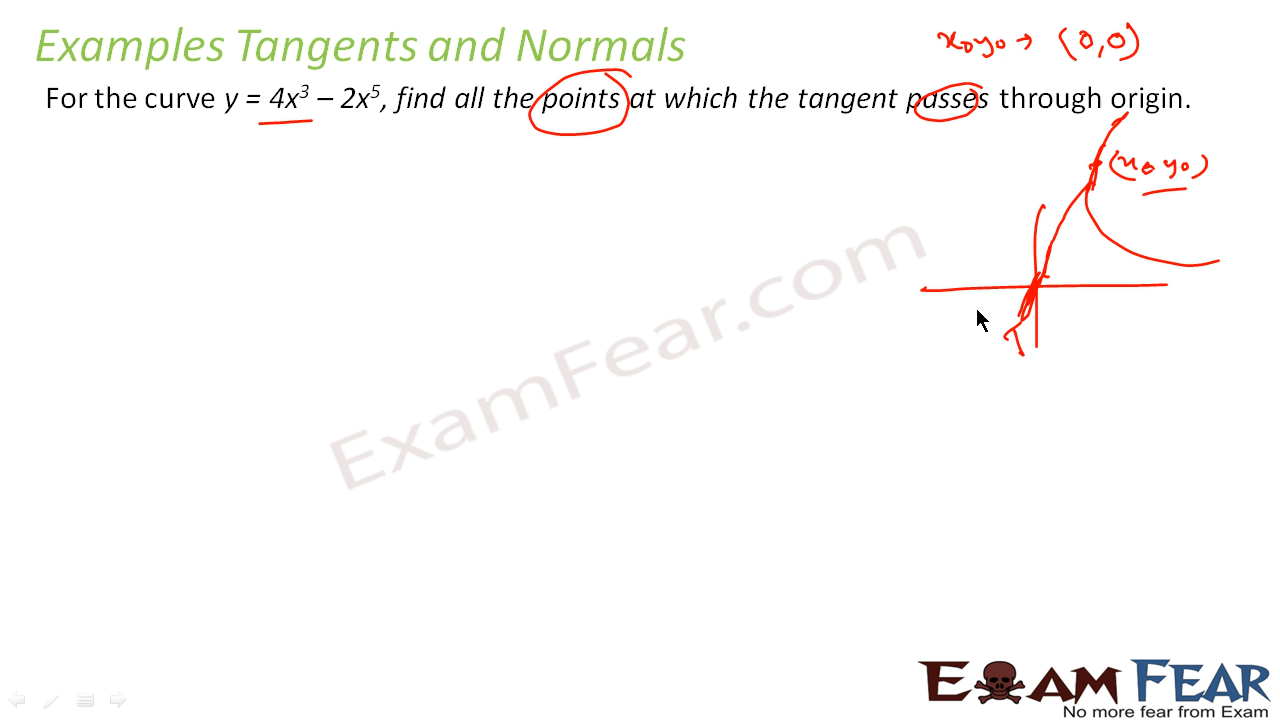 Examples Tangents and Normals
x₀y₀ → (0,0)
For the curve y = 4x³ – 2x⁵, find all the points at which the tangent passes through origin.
(x₀ y₀)
ExamFear.com
EXAM FEAR
No more fear from Exam